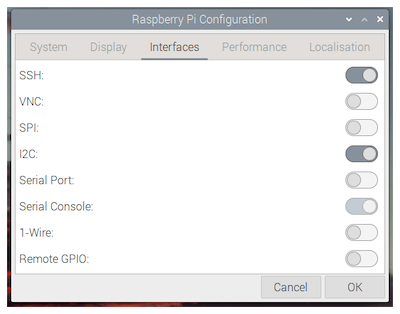 Raspberry Pi Configuration
System Display Interfaces Performance Localisation
SSH:
VNC:
SPI:
I2C:
Serial Port:
Serial Console:
1-Wire:
Remote GPIO:
Cancel OK